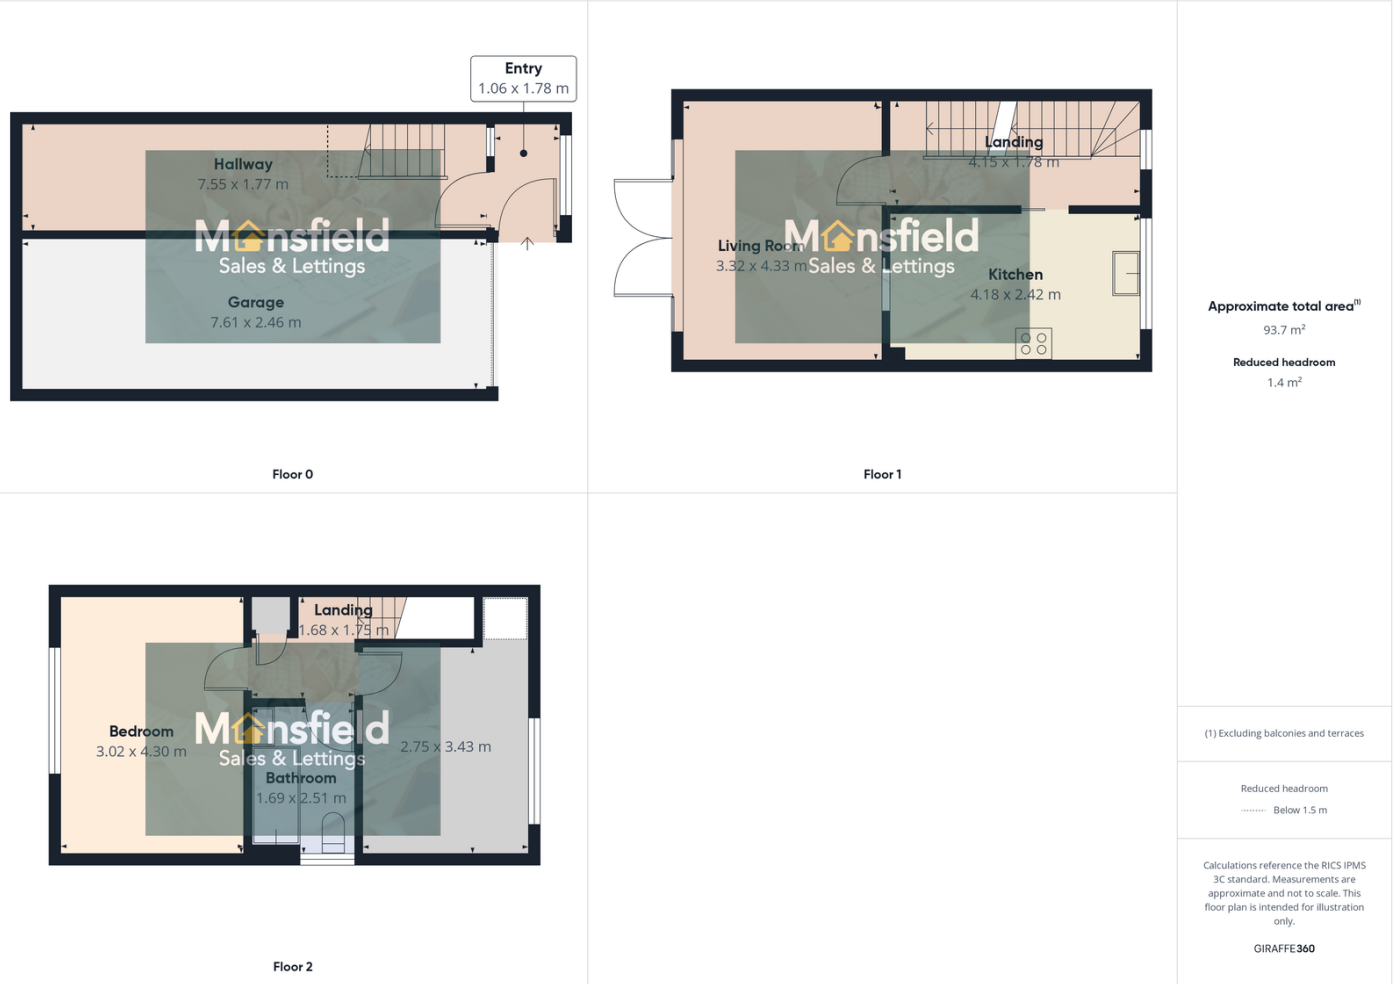 Entry
1.06 x 1.78 m
Hallway
7.55 x 1.77 m
Mansfield
Sales & Lettings
Garage
7.61 x 2.46 m
Floor 0
Landing
4.15 x 1.78 m
Living Room
3.32 x 4.33 m
Mansfield
Sales & Lettings
Kitchen
4.18 x 2.42 m
Floor 1
Approximate total area(1)
93.7 m²
Reduced headroom
1.4 m²
Landing
1.68 x 1.75 m
Bedroom
3.02 x 4.30 m
Mansfield
Sales & Lettings
2.75 x 3.43 m
Bathroom
1.69 x 2.51 m
Floor 2
(1) Excluding balconies and terraces
Reduced headroom
Below 1.5 m
Calculations reference the RICS IPMS
3C standard. Measurements are
approximate and not to scale. This
floor plan is intended for illustration
only.
GIRAFFE360